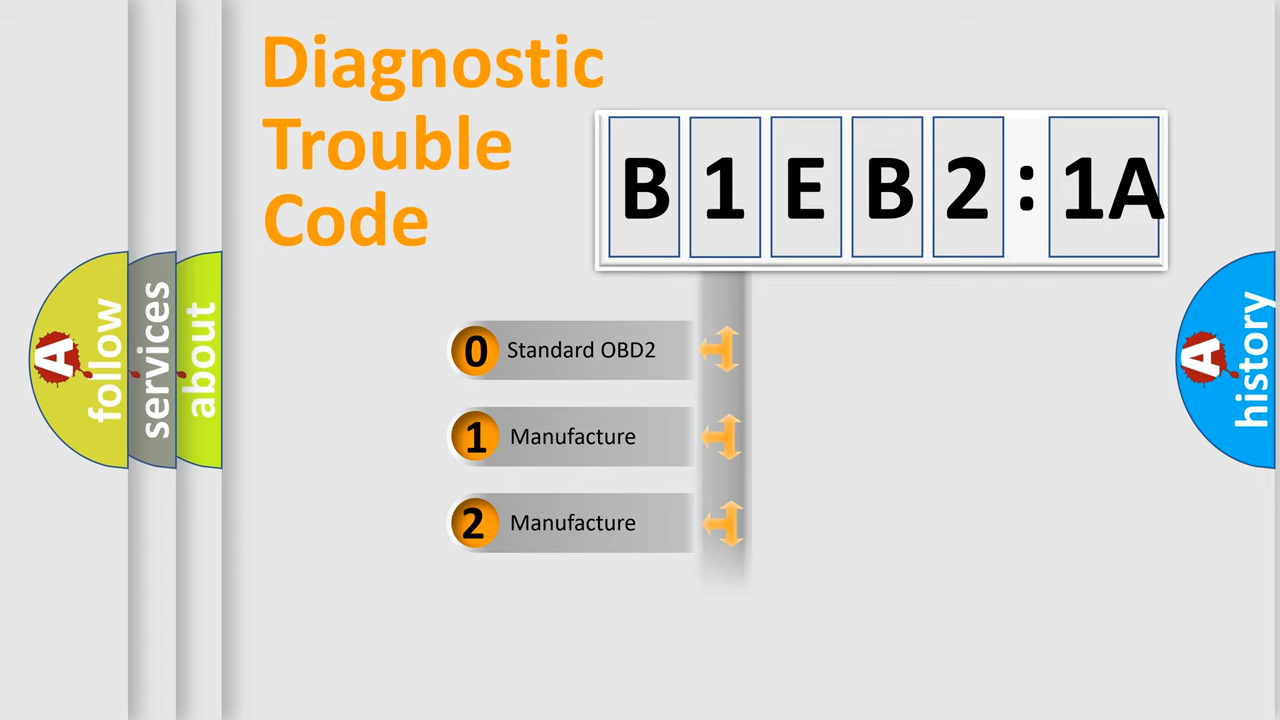 Diagnostic
Trouble
Code
B1EB2:1A
0 Standard OBD2
1 Manufacture
2 Manufacture
A follow
services
about
A history